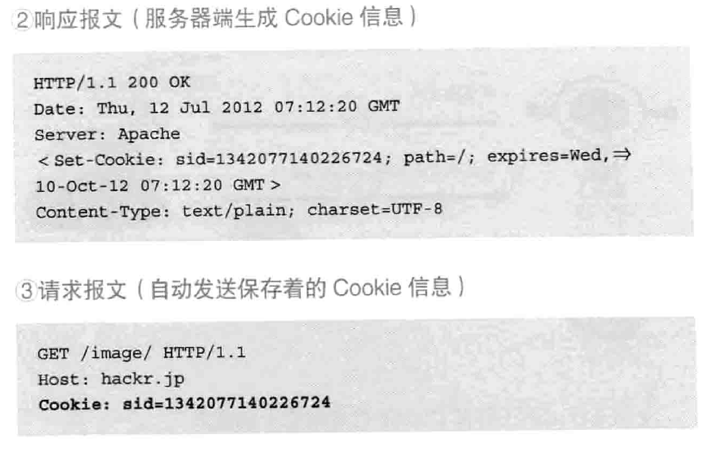 ②响应报文（服务器端生成 Cookie 信息）
HTTP/1.1 200 OK
Date: Thu, 12 Jul 2012 07:12:20 GMT
Server: Apache
＜Set-Cookie: sid=1342077140226724; path=/; expires=Wed,⇒
10-Oct-12 07:12:20 GMT＞
Content-Type: text/plain; charset=UTF-8
③请求报文（自动发送保存着的 Cookie 信息）
GET /image/ HTTP/1.1
Host: hackr.jp
Cookie: sid=1342077140226724